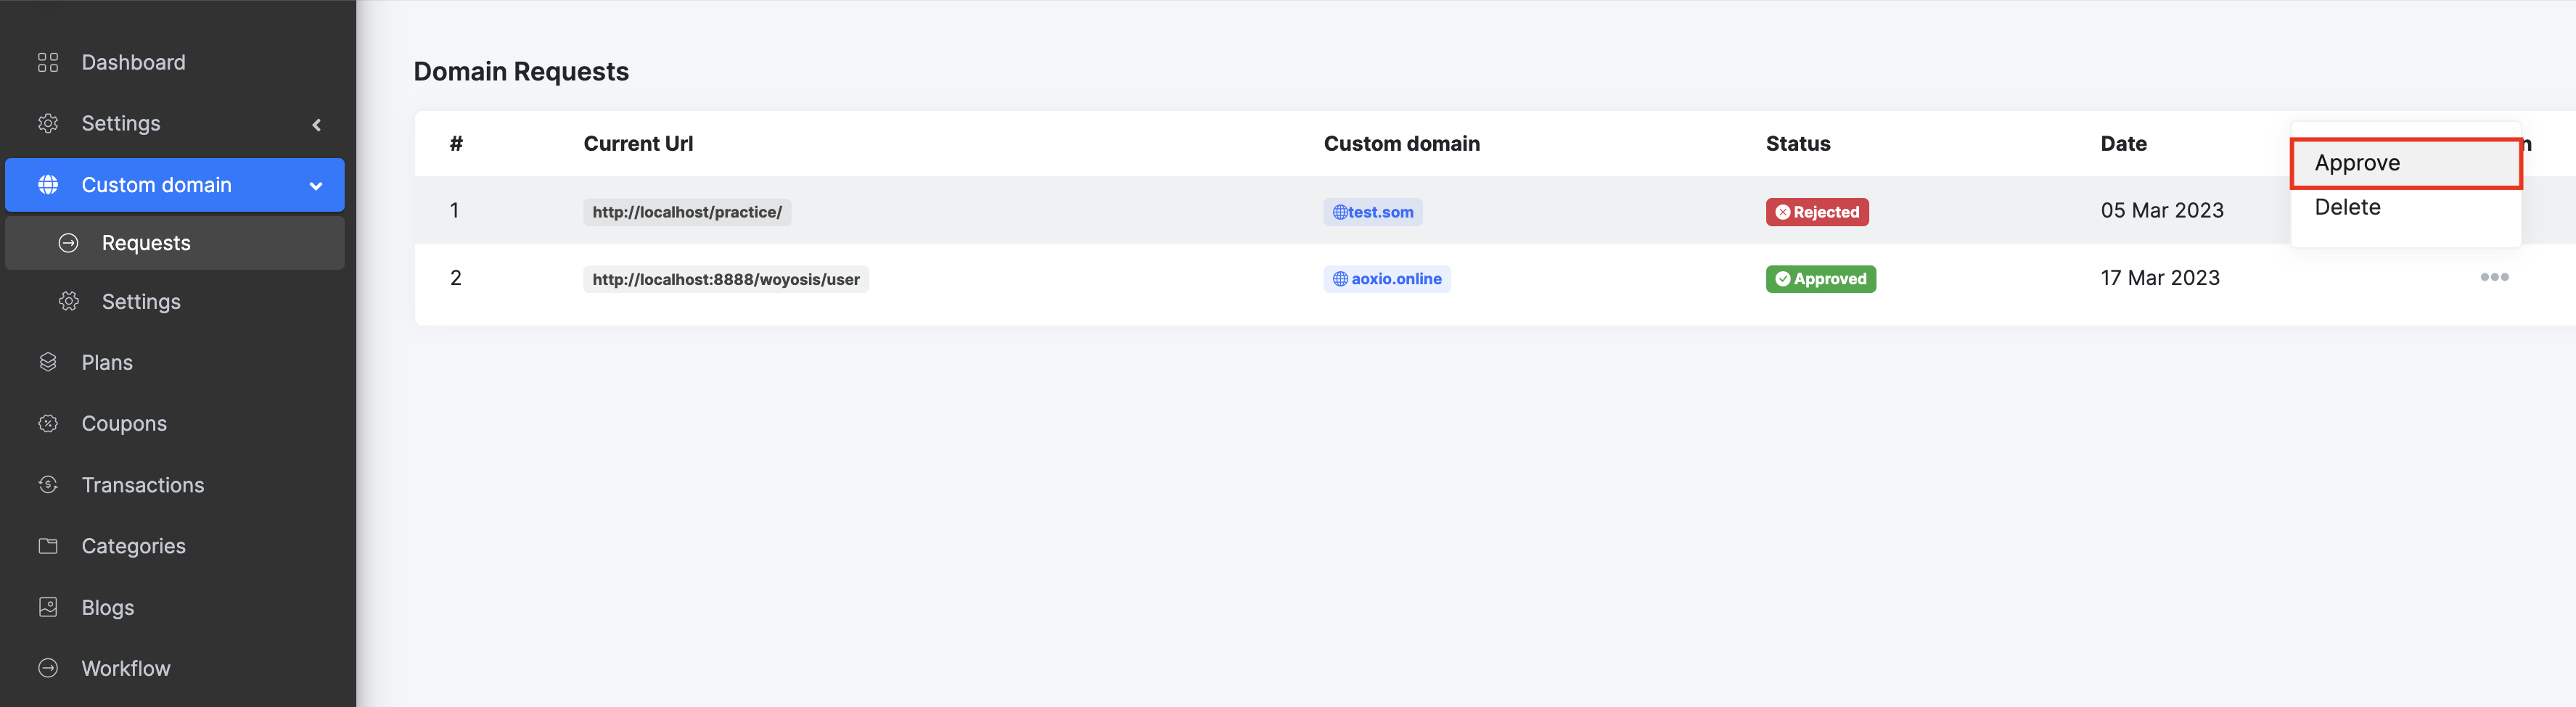 Dashboard
Settings
Custom domain
Requests
Settings
Plans
Coupons
Transactions
Categories
Blogs
Workflow
Domain Requests
# Current Url Custom domain Status Date
1 http://localhost/practice/ test.som Rejected 05 Mar 2023
2 http://localhost:8888/woyosis/user aoxio.online Approved 17 Mar 2023
Approve
Delete